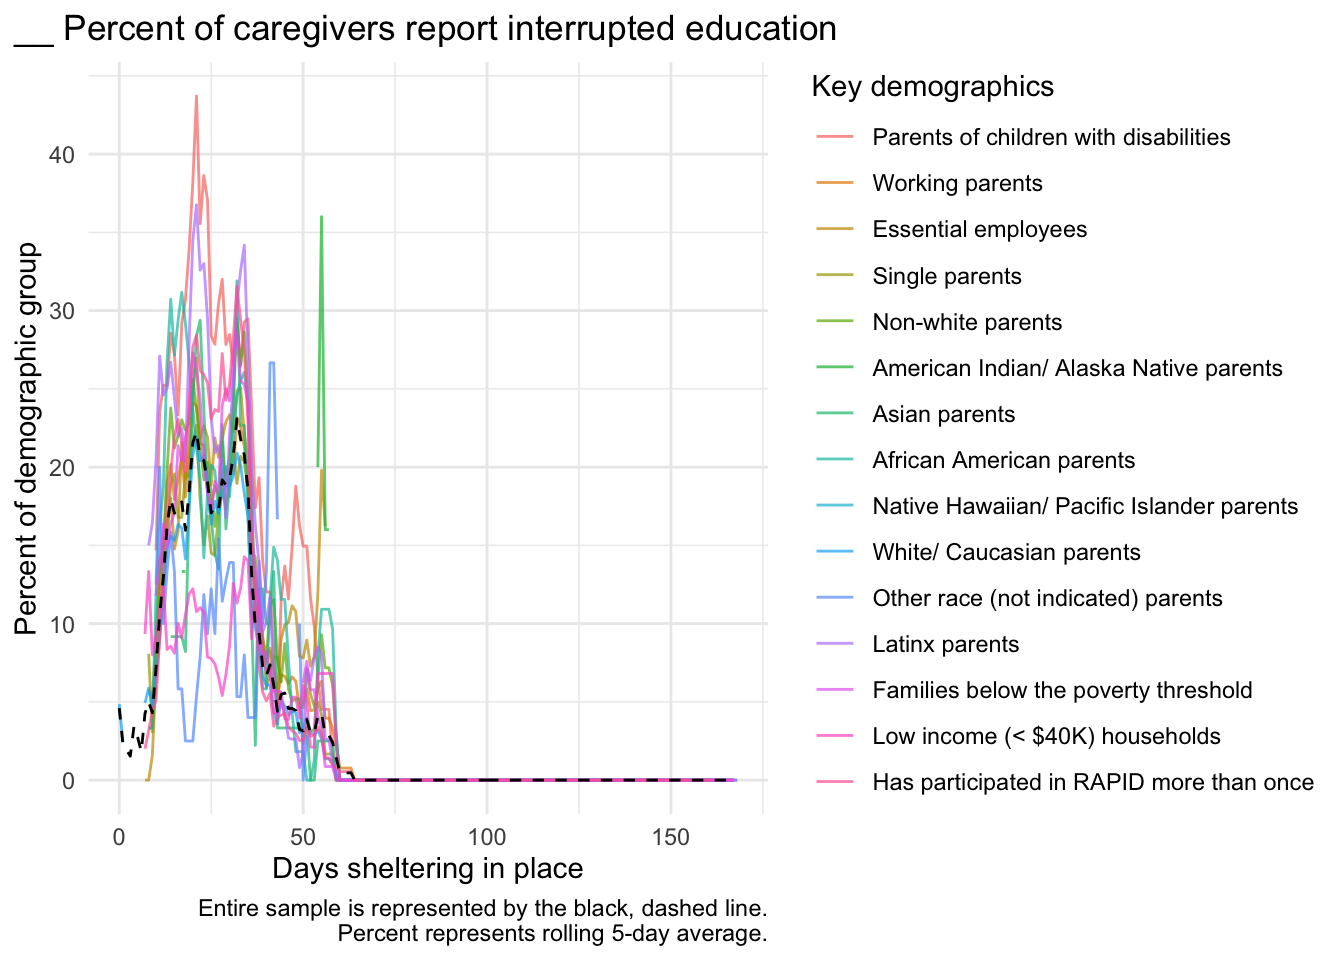 __ Percent of caregivers report interrupted education
Percent of demographic group
40
30
20
10
0
0
50
100
150
Days sheltering in place
Entire sample is represented by the black, dashed line.
Percent represents rolling 5-day average.
Key demographics
Parents of children with disabilities
Working parents
Essential employees
Single parents
Non-white parents
American Indian/ Alaska Native parents
Asian parents
African American parents
Native Hawaiian/ Pacific Islander parents
White/ Caucasian parents
Other race (not indicated) parents
Latinx parents
Families below the poverty threshold
Low income (< $40K) households
Has participated in RAPID more than once